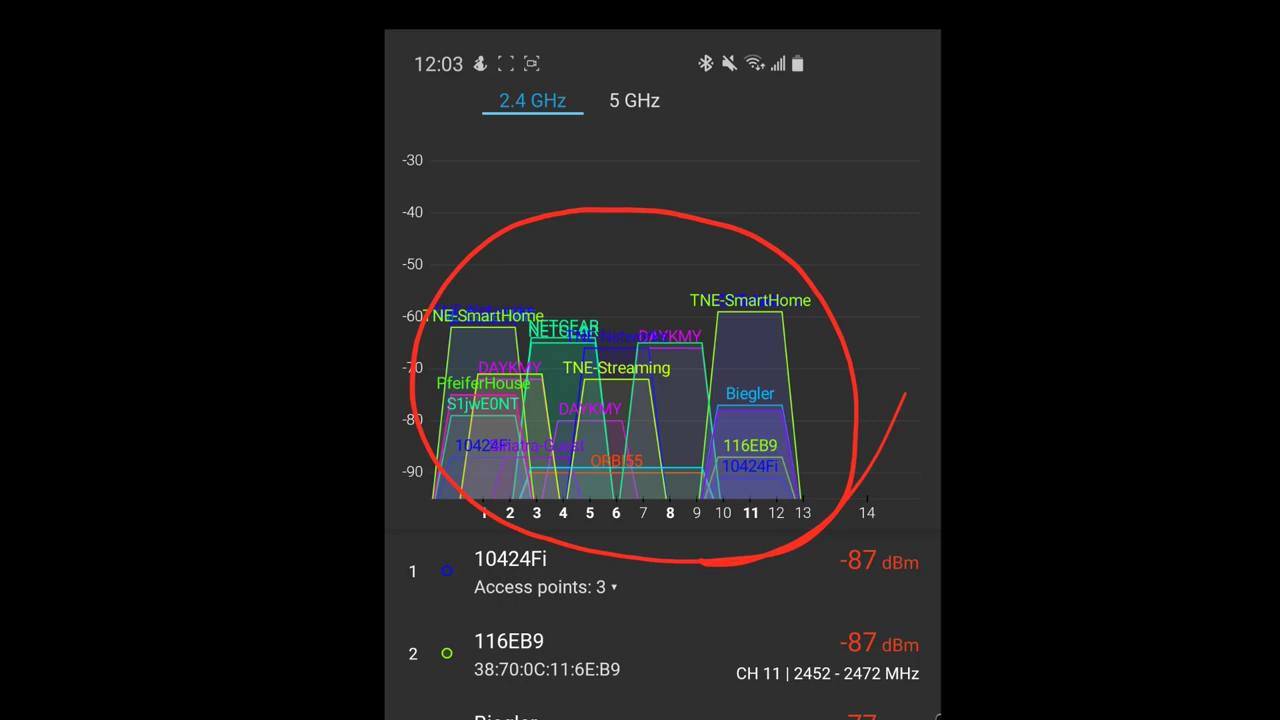 12:03
2.4 GHz 5 GHz
-30
-40
-50
-60
-70
-80
-90
TNE-SmartHome
TNE-SmartHome
NETGEAR
NETGEAR
DAYKMY
DAYKMY
TNE-Streaming
PfeiferHouse
S1jwE0NT
DAYKMY
Biegler
10424Fi
116EB9
ORBI55
10424Fi
1 2 3 4 5 6 7 8 9 10 11 12 13 14
1 10424Fi -87 dBm
Access points: 3
2 116EB9 -87 dBm
38:70:0C:11:6E:B9 CH 11 | 2452 - 2472 MHz